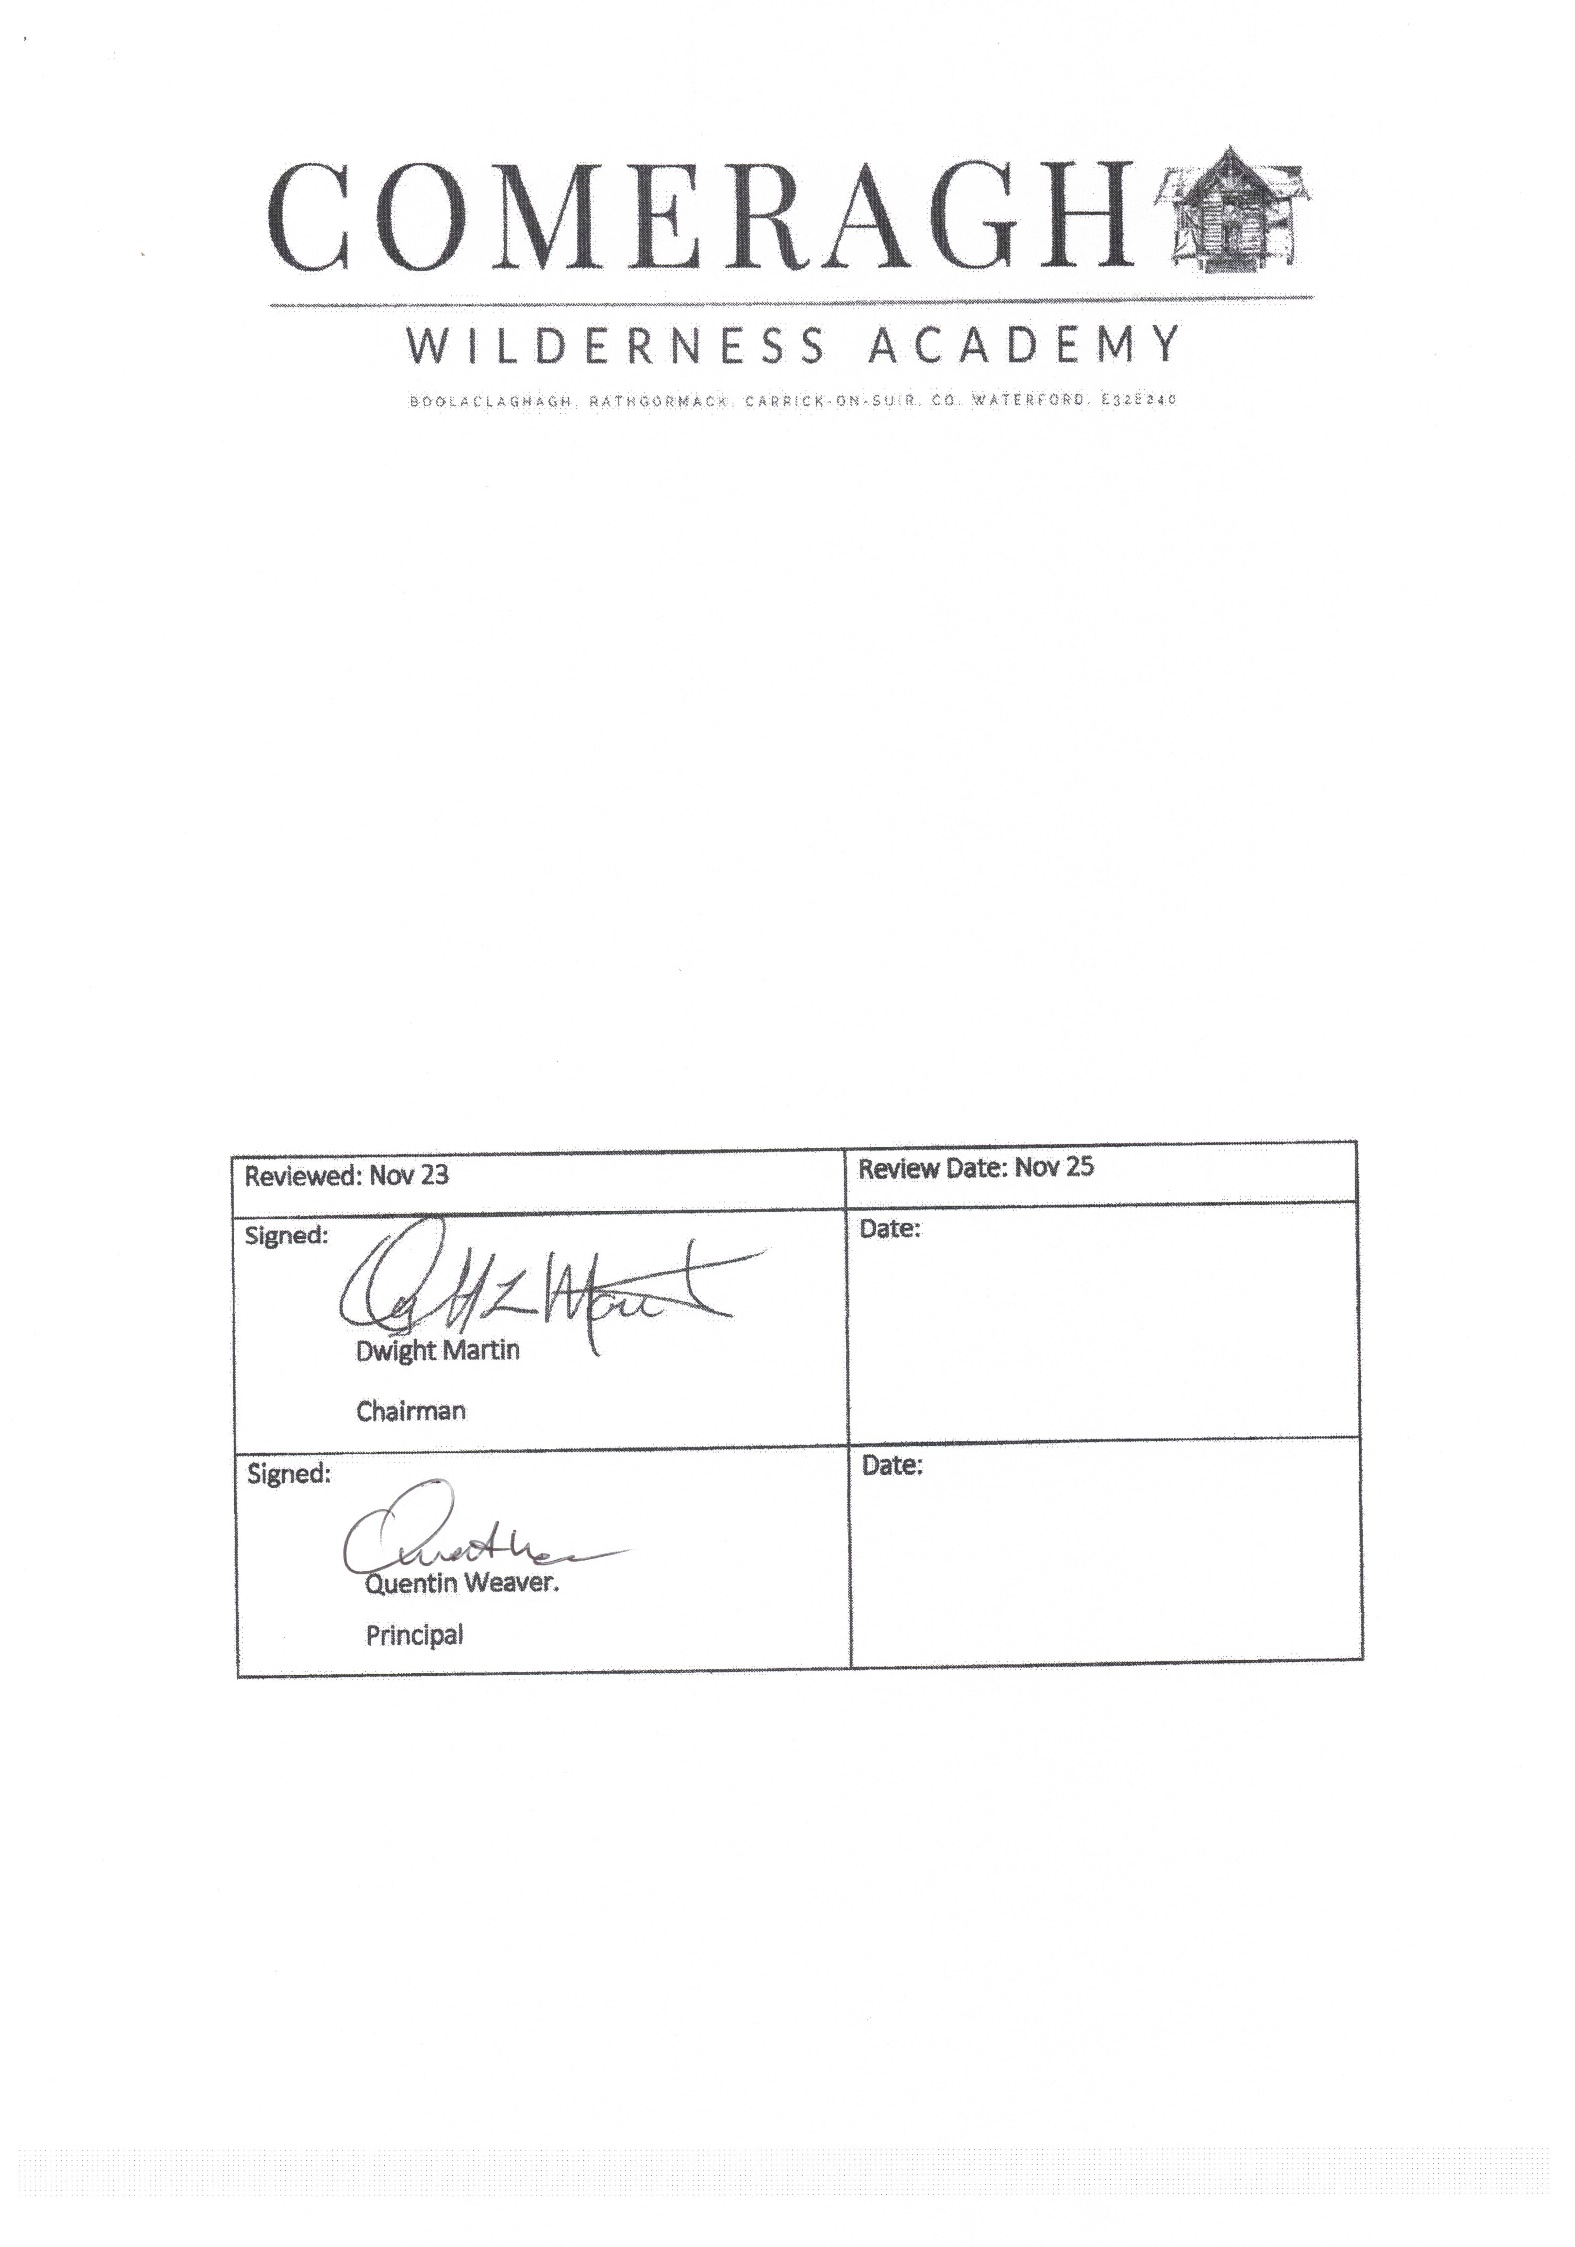 COMERAGH
WILDERNESS ACADEMY
BOOLACLAGHAGH, RATHGORMACK, CARRICK-ON-SUIR, CO. WATERFORD, E32E240
Reviewed: Nov 23
Review Date: Nov 25
Signed:
Date:
Dwight Martin
Chairman
Signed:
Date:
Quentin Weaver.
Principal